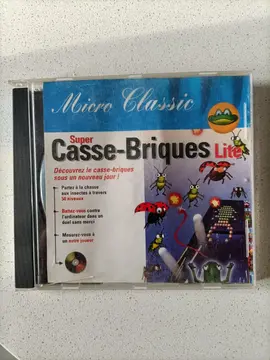 Micro Classic
Super
Casse-Briques Lite
Découvrez le casse-briques
sous un nouveau jour !
• Partez à la chasse
aux insectes à travers
50 niveaux
• Battez-vous contre
l'ordinateur dans un
duel sans merci
• Mesurez-vous à
un autre joueur